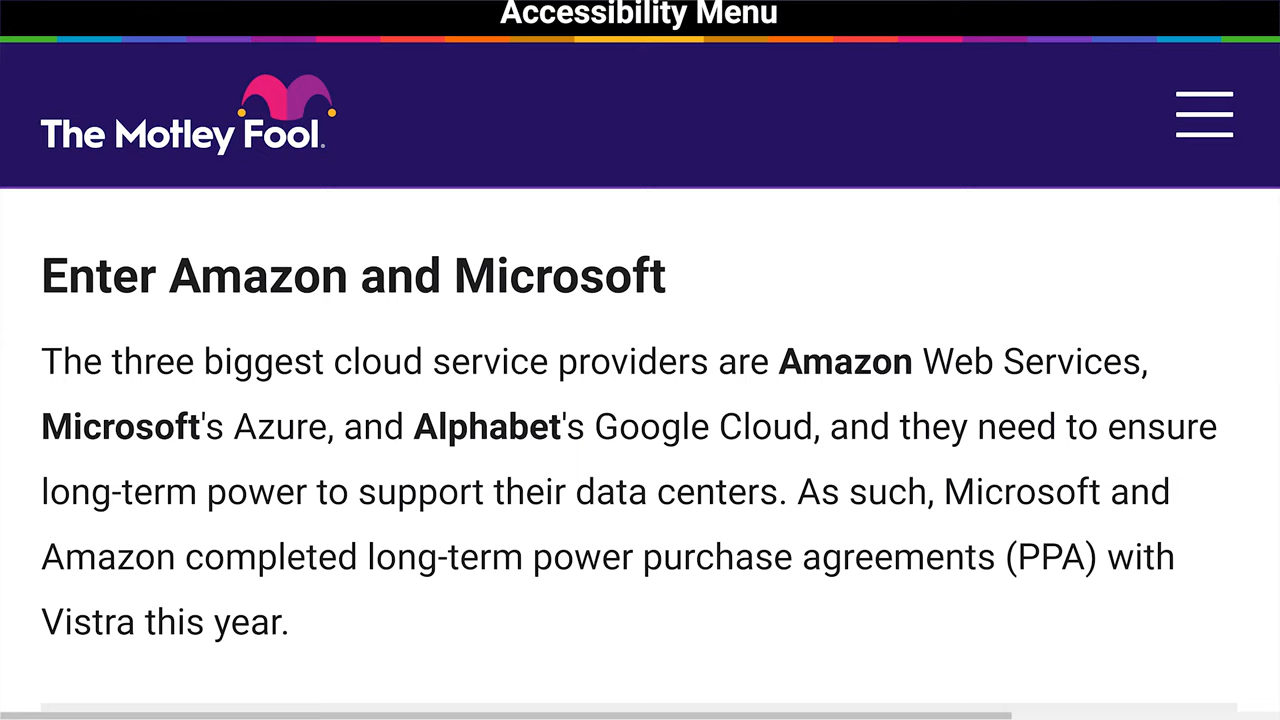 Accessibility Menu
The Motley Fool.
Enter Amazon and Microsoft
The three biggest cloud service providers are Amazon Web Services,
Microsoft's Azure, and Alphabet's Google Cloud, and they need to ensure
long-term power to support their data centers. As such, Microsoft and
Amazon completed long-term power purchase agreements (PPA) with
Vistra this year.